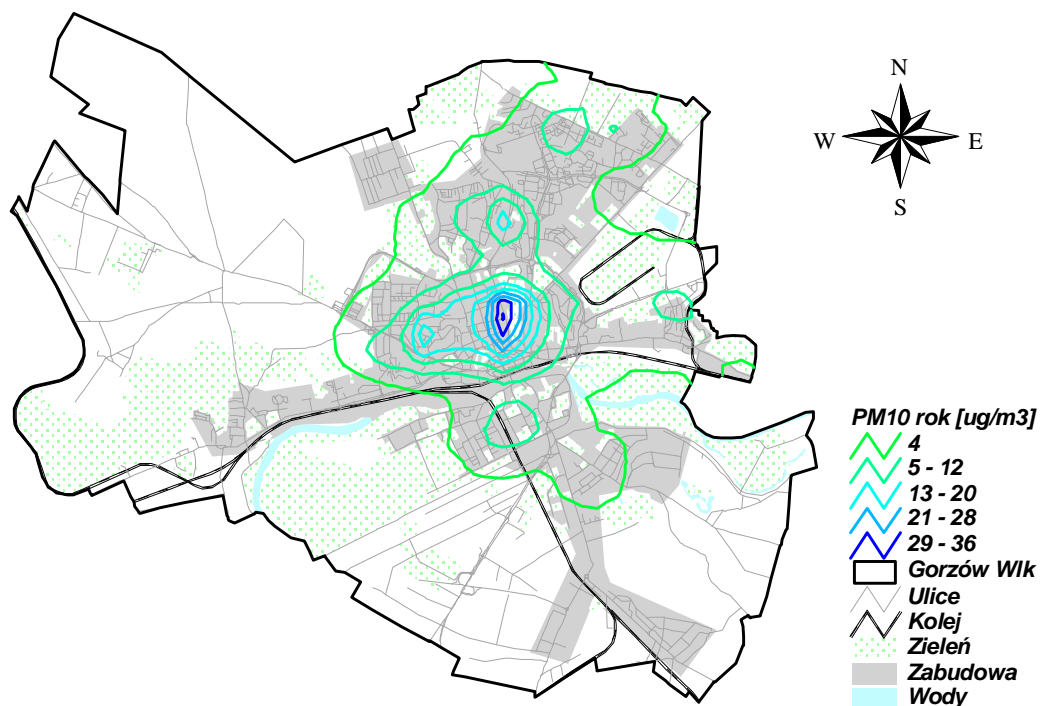 N
W E
S
PM10 rok [ug/m3]
4
5 - 12
13 - 20
21 - 28
29 - 36
Gorzów Wlk
Ulice
Kolej
Zieleń
Zabudowa
Wody